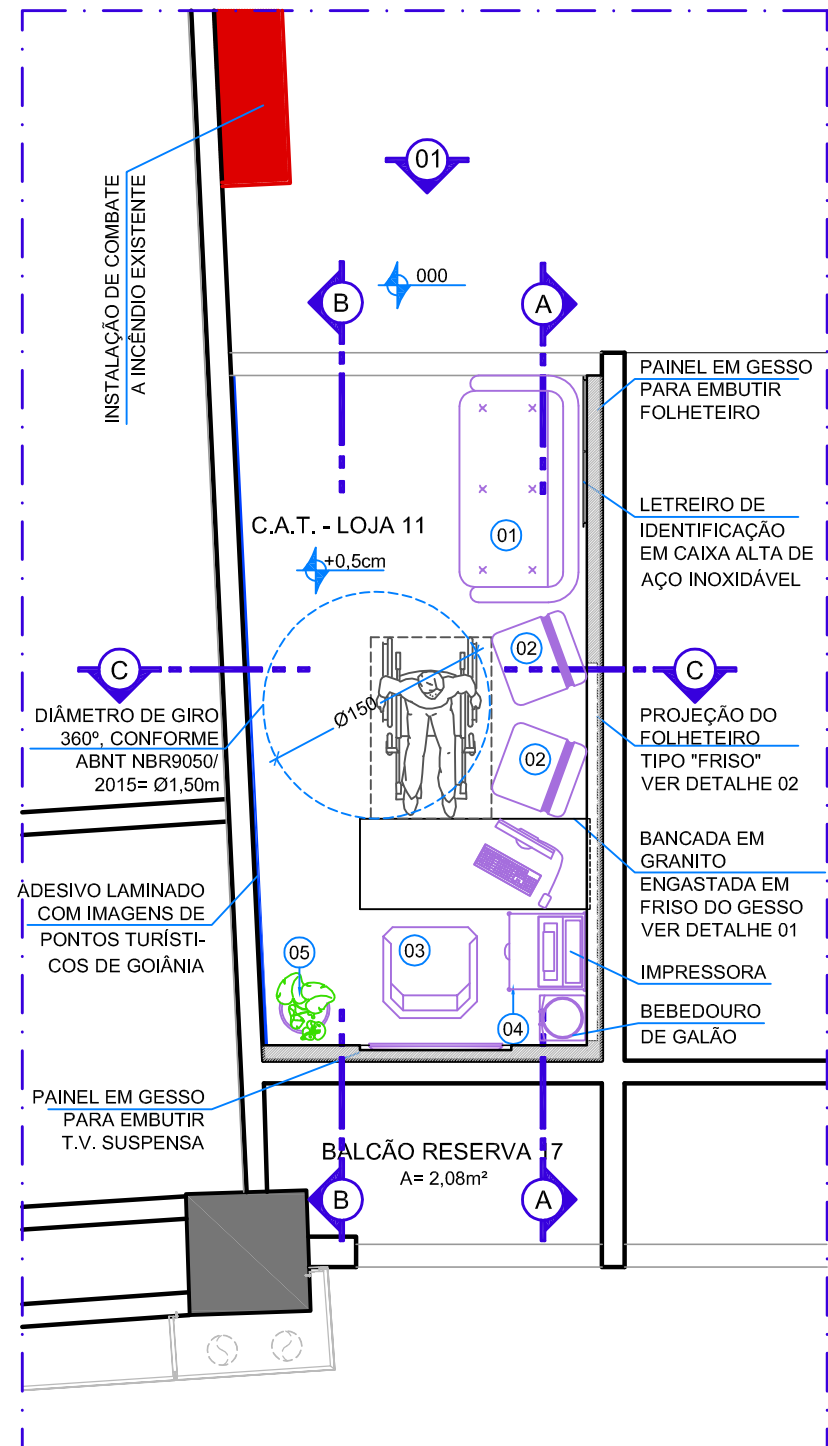 INSTALAÇÃO DE COMBATE
A INCÊNDIO EXISTENTE
01
000
B
A
PAINEL EM GESSO
PARA EMBUTIR
FOLHETEIRO
LETREIRO DE
IDENTIFICAÇÃO
EM CAIXA ALTA DE
AÇO INOXIDÁVEL
C.A.T. - LOJA 11
+0,5cm
01
02
C
C
Ø150
DIÂMETRO DE GIRO
360º, CONFORME
ABNT NBR9050/
2015= Ø1,50m
PROJEÇÃO DO
FOLHETEIRO
TIPO "FRISO"
VER DETALHE 02
02
BANCADA EM
GRANITO
ENGASTADA EM
FRISO DO GESSO
VER DETALHE 01
ADESIVO LAMINADO
COM IMAGENS DE
PONTOS TURÍSTI-
COS DE GOIÂNIA
05
03
IMPRESSORA
04
BEBEDOURO
DE GALÃO
PAINEL EM GESSO
PARA EMBUTIR
T.V. SUSPENSA
BALCÃO RESERVA 17
A= 2,08m²
B
A